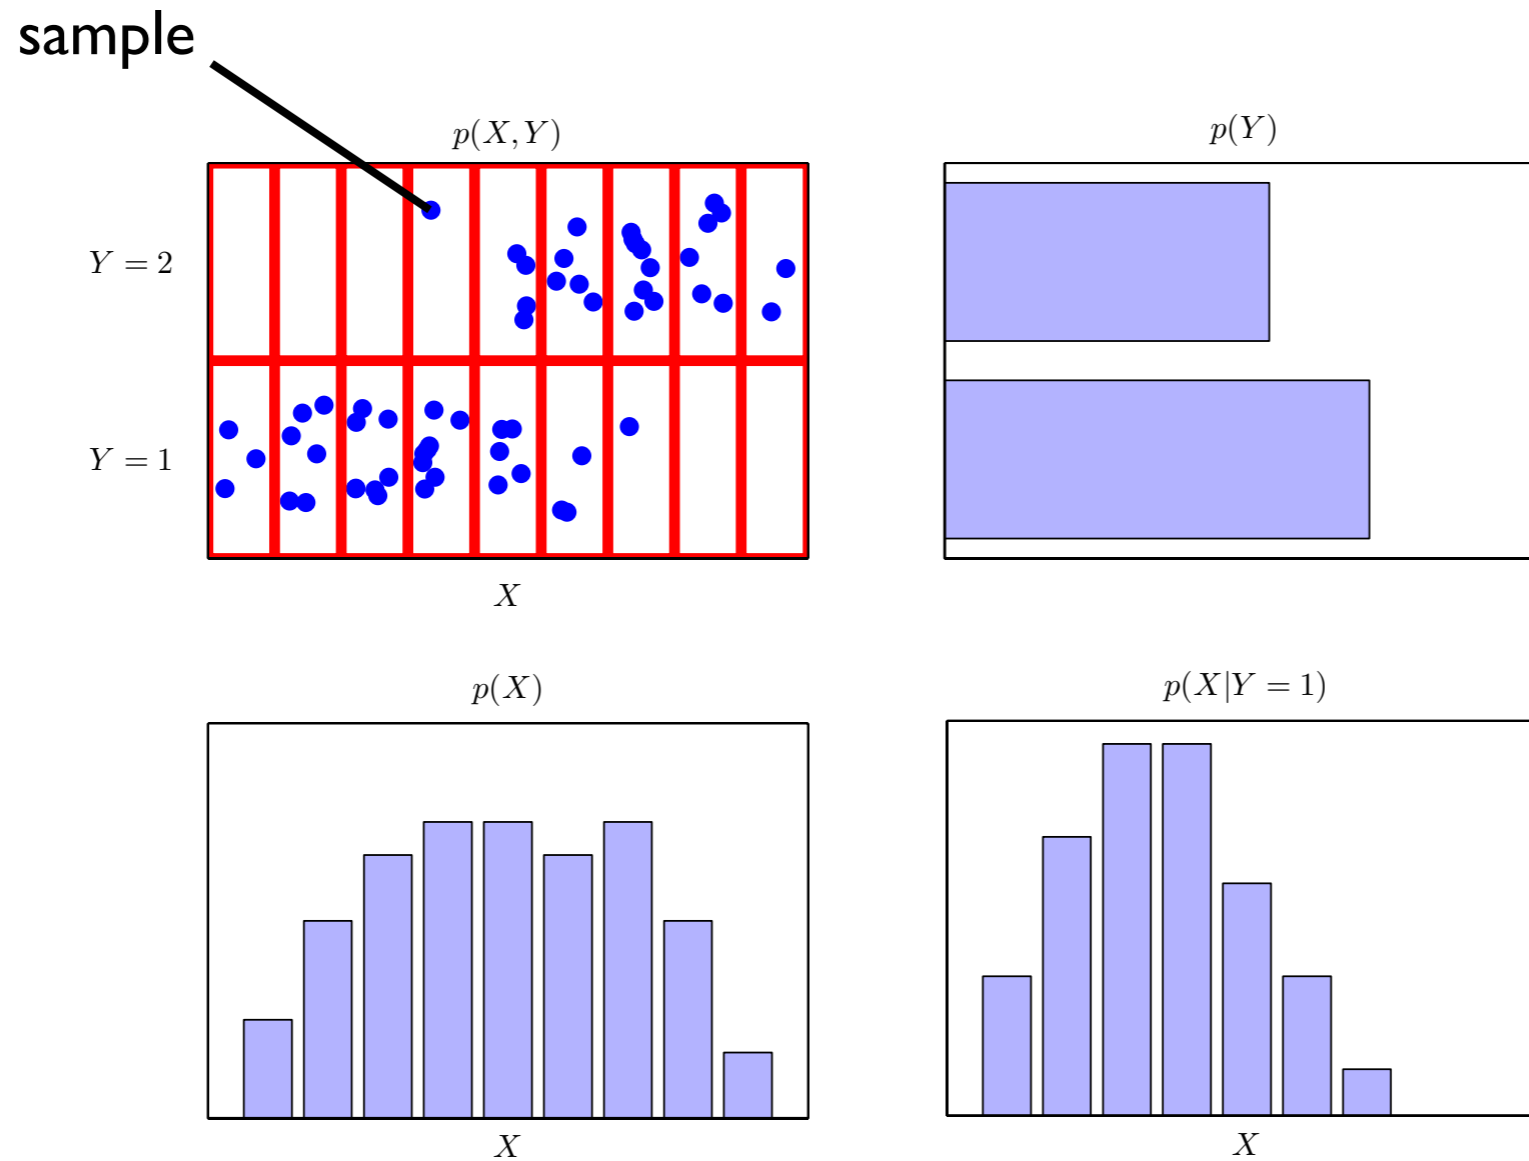 sample
p(X, Y)
p(Y)
Y = 2
Y = 1
X
p(X)
p(X|Y = 1)
X
X